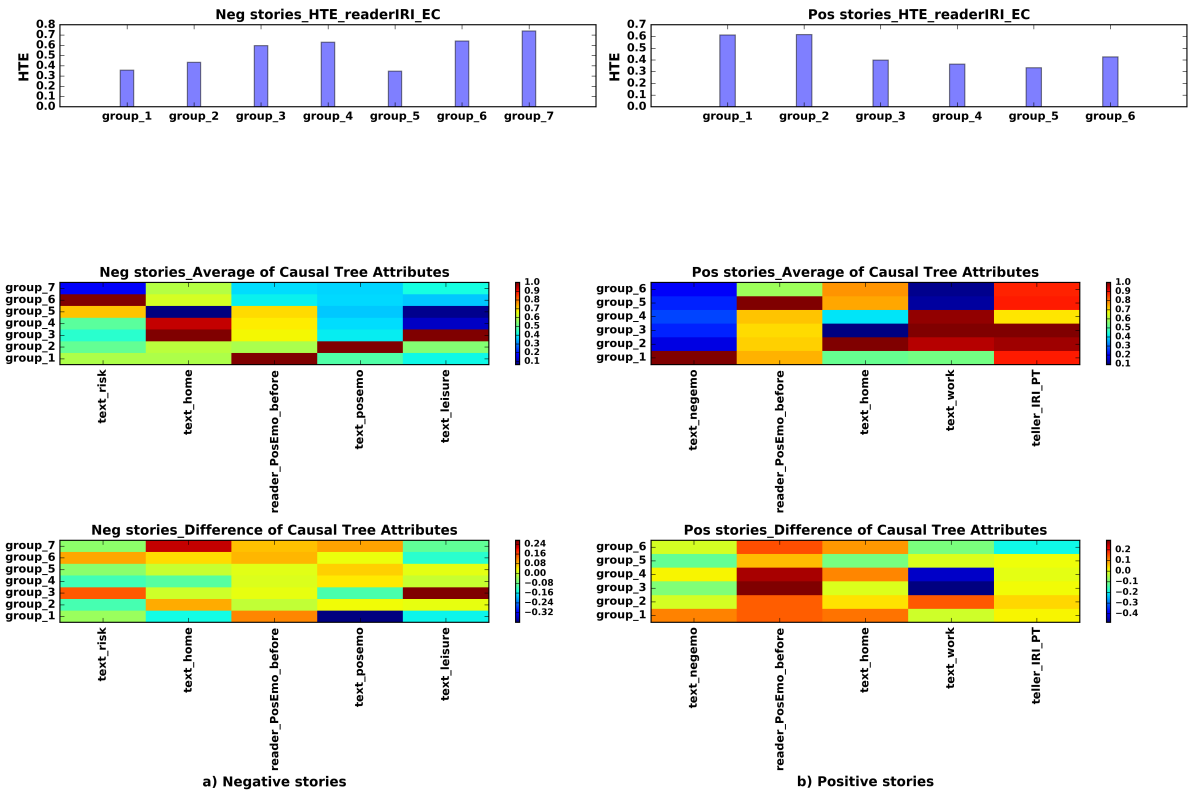 Neg stories_HTE_readerIRI_EC
HTE
0.8
0.7
0.6
0.5
0.4
0.3
0.2
0.1
0.0
group_1 group_2 group_3 group_4 group_5 group_6 group_7
Pos stories_HTE_readerIRI_EC
HTE
0.7
0.6
0.5
0.4
0.3
0.2
0.1
0.0
group_1 group_2 group_3 group_4 group_5 group_6
Neg stories_Average of Causal Tree Attributes
group_7
group_6
group_5
group_4
group_3
group_2
group_1
text_risk
text_home
reader_PosEmo_before
text_posemo
text_leisure
1.0
0.9
0.8
0.7
0.6
0.5
0.4
0.3
0.2
0.1
Pos stories_Average of Causal Tree Attributes
group_6
group_5
group_4
group_3
group_2
group_1
text_negemo
reader_PosEmo_before
text_home
text_work
teller_IRI_PT
1.0
0.9
0.8
0.7
0.6
0.5
0.4
0.3
0.2
0.1
Neg stories_Difference of Causal Tree Attributes
group_7
group_6
group_5
group_4
group_3
group_2
group_1
text_risk
text_home
reader_PosEmo_before
text_posemo
text_leisure
0.24
0.16
0.08
0.00
−0.08
−0.16
−0.24
−0.32
Pos stories_Difference of Causal Tree Attributes
group_6
group_5
group_4
group_3
group_2
group_1
text_negemo
reader_PosEmo_before
text_home
text_work
teller_IRI_PT
0.2
0.1
0.0
−0.1
−0.2
−0.3
−0.4
a) Negative stories
b) Positive stories